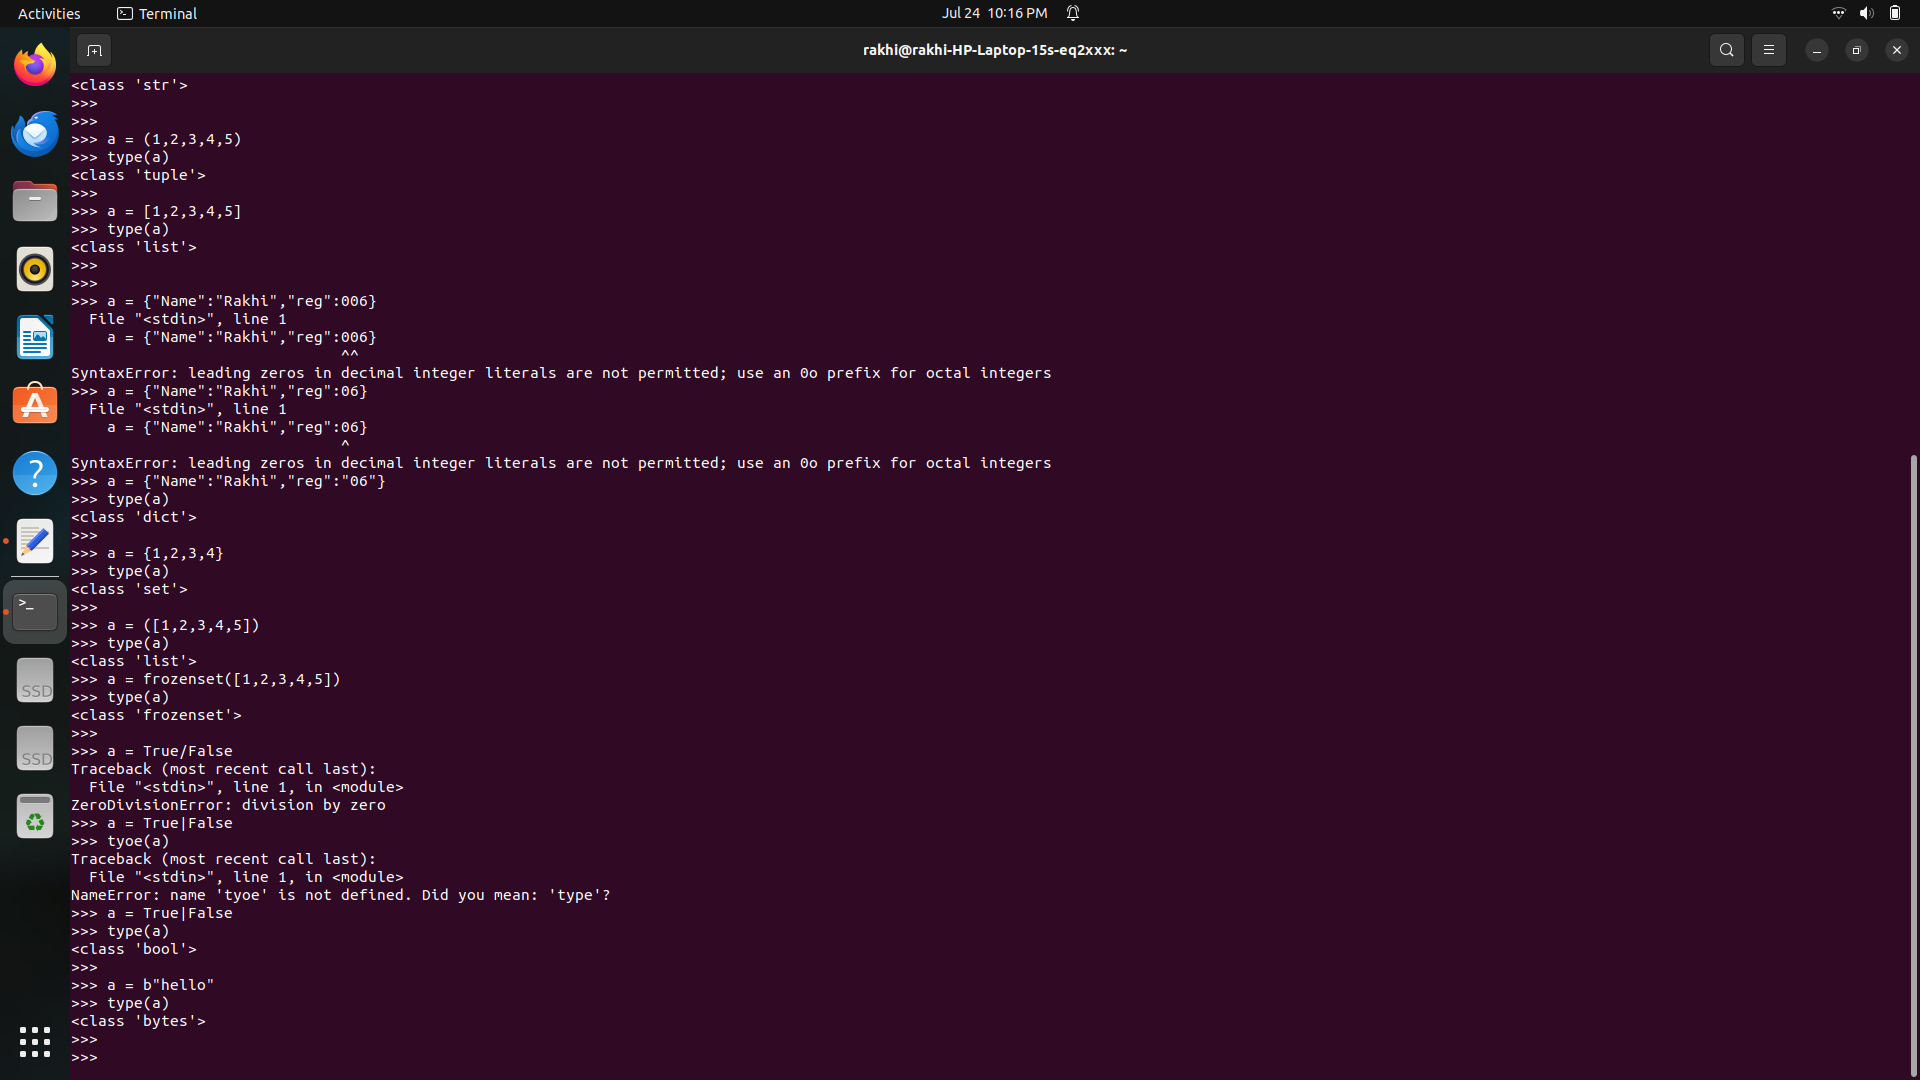 Activities
Terminal
Jul 24 10:16 PM
rakhi@rakhi-HP-Laptop-15s-eq2xxx: ~
<class 'str'>
>>>
>>>
>>> a = (1,2,3,4,5)
>>> type(a)
<class 'tuple'>
>>>
>>> a = [1,2,3,4,5]
>>> type(a)
<class 'list'>
>>>
>>>
>>> a = {"Name":"Rakhi","reg":006}
  File "<stdin>", line 1
    a = {"Name":"Rakhi","reg":006}
                              ^^
SyntaxError: leading zeros in decimal integer literals are not permitted; use an 0o prefix for octal integers
>>> a = {"Name":"Rakhi","reg":06}
  File "<stdin>", line 1
    a = {"Name":"Rakhi","reg":06}
                              ^
SyntaxError: leading zeros in decimal integer literals are not permitted; use an 0o prefix for octal integers
>>> a = {"Name":"Rakhi","reg":"06"}
>>> type(a)
<class 'dict'>
>>>
>>> a = {1,2,3,4}
>>> type(a)
<class 'set'>
>>>
>>> a = ([1,2,3,4,5])
>>> type(a)
<class 'list'>
>>> a = frozenset([1,2,3,4,5])
>>> type(a)
<class 'frozenset'>
>>>
>>> a = True/False
Traceback (most recent call last):
  File "<stdin>", line 1, in <module>
ZeroDivisionError: division by zero
>>> a = True|False
>>> tyoe(a)
Traceback (most recent call last):
  File "<stdin>", line 1, in <module>
NameError: name 'tyoe' is not defined. Did you mean: 'type'?
>>> a = True|False
>>> type(a)
<class 'bool'>
>>>
>>> a = b"hello"
>>> type(a)
<class 'bytes'>
>>>
>>>
SSD
SSD